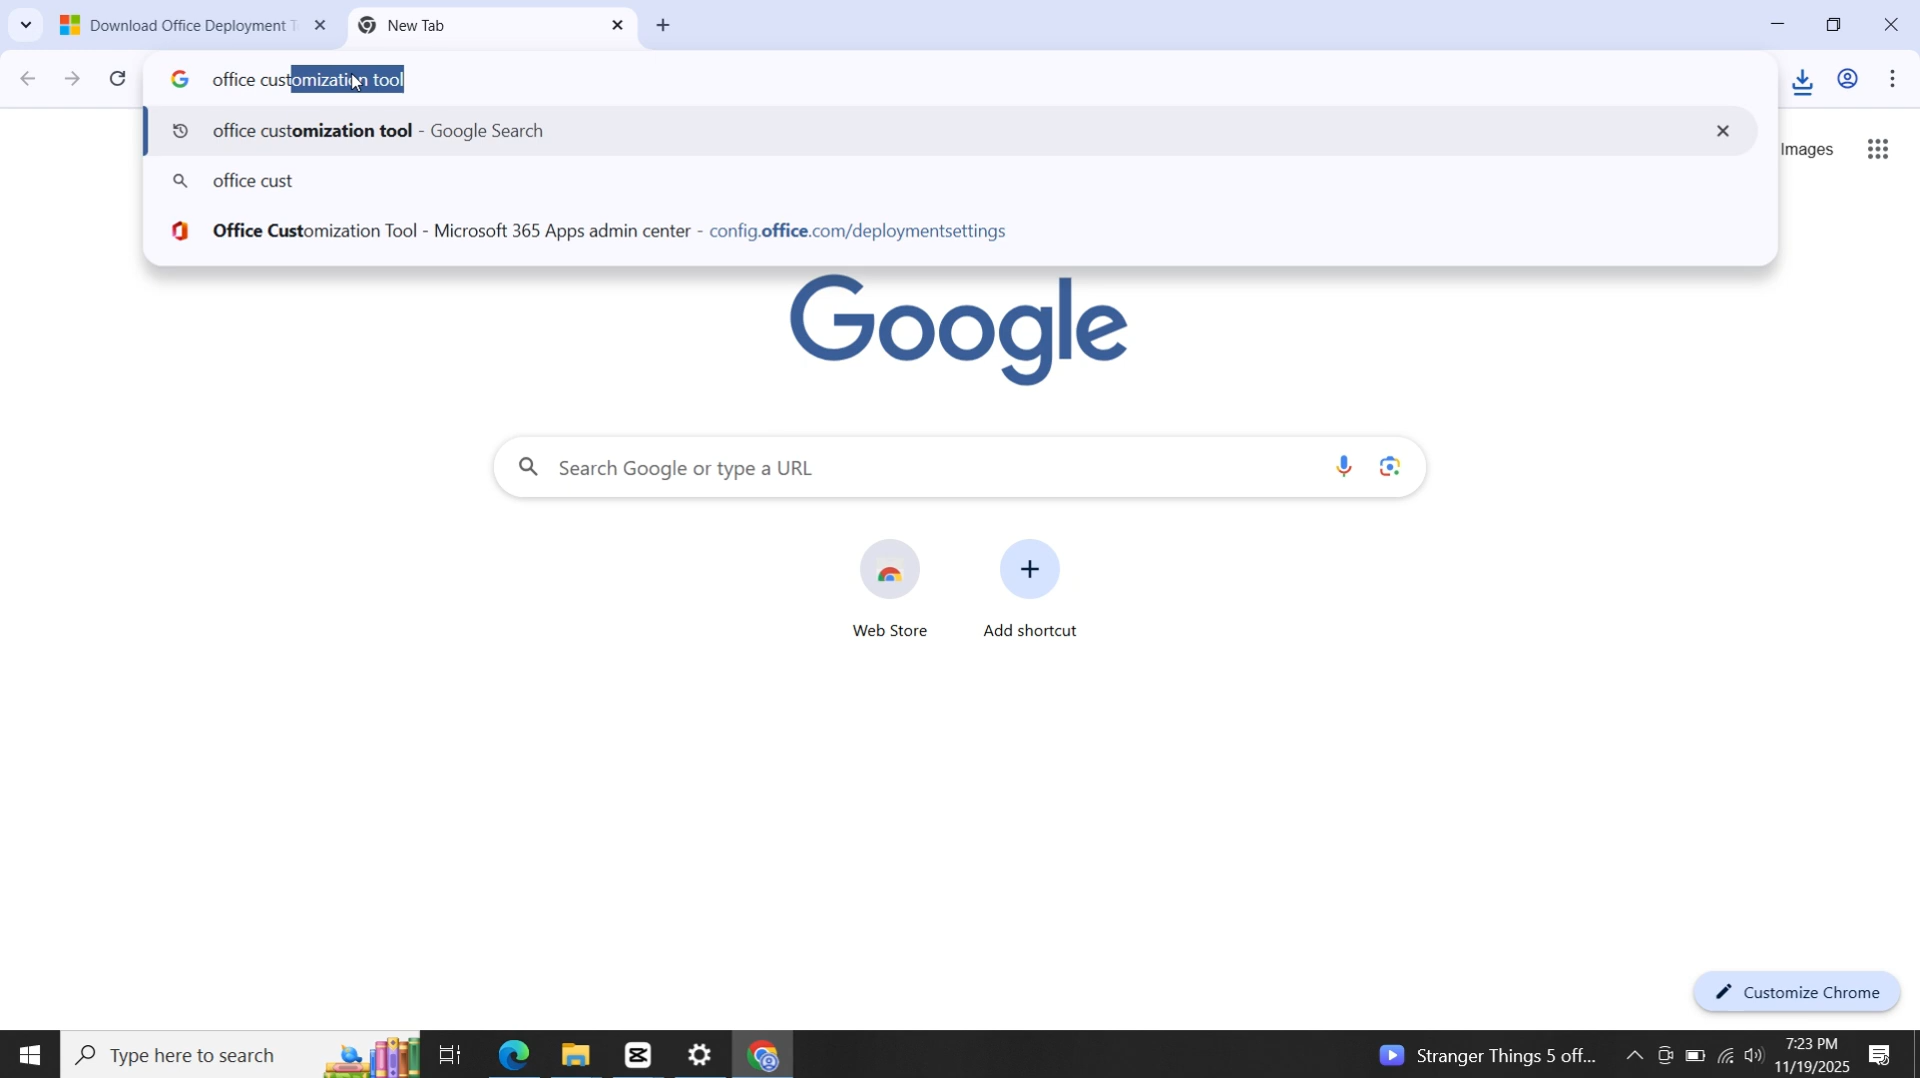 Download Office Deployment T
New Tab
office customization tool
office customization tool - Google Search
office cust
Office Customization Tool - Microsoft 365 Apps admin center - config.office.com/deploymentsettings
Images
Google
Search Google or type a URL
Web Store
Add shortcut
Customize Chrome
Type here to search
Stranger Things 5 off...
7:23 PM
11/19/2025